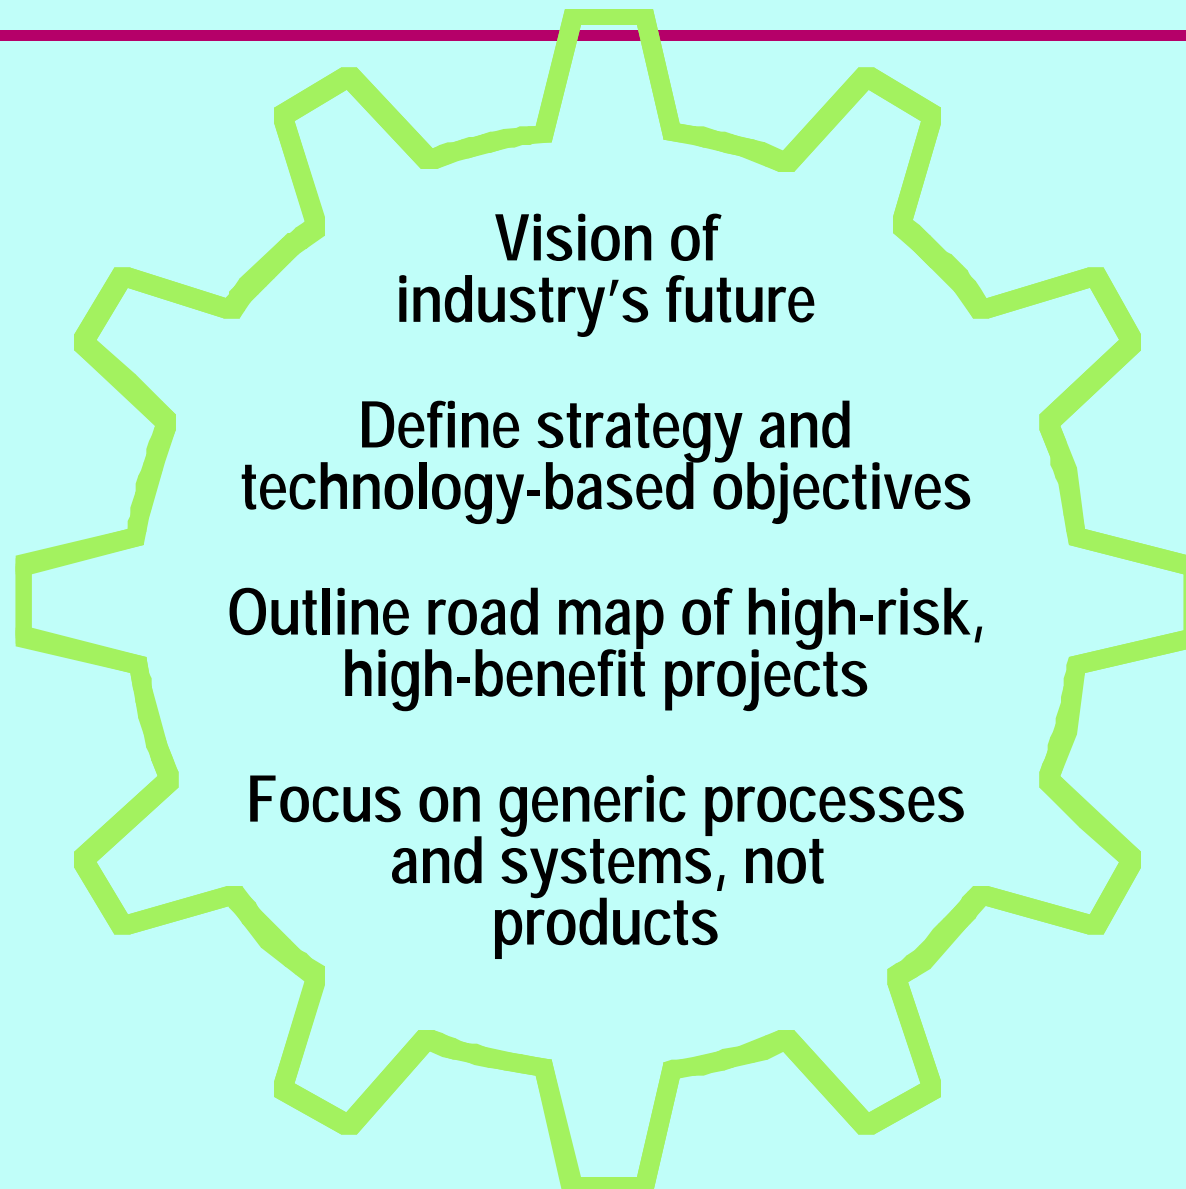 Vision of
industry’s future
Define strategy and
technology-based objectives
Outline road map of high-risk,
high-benefit projects
Focus on generic processes
and systems, not
products